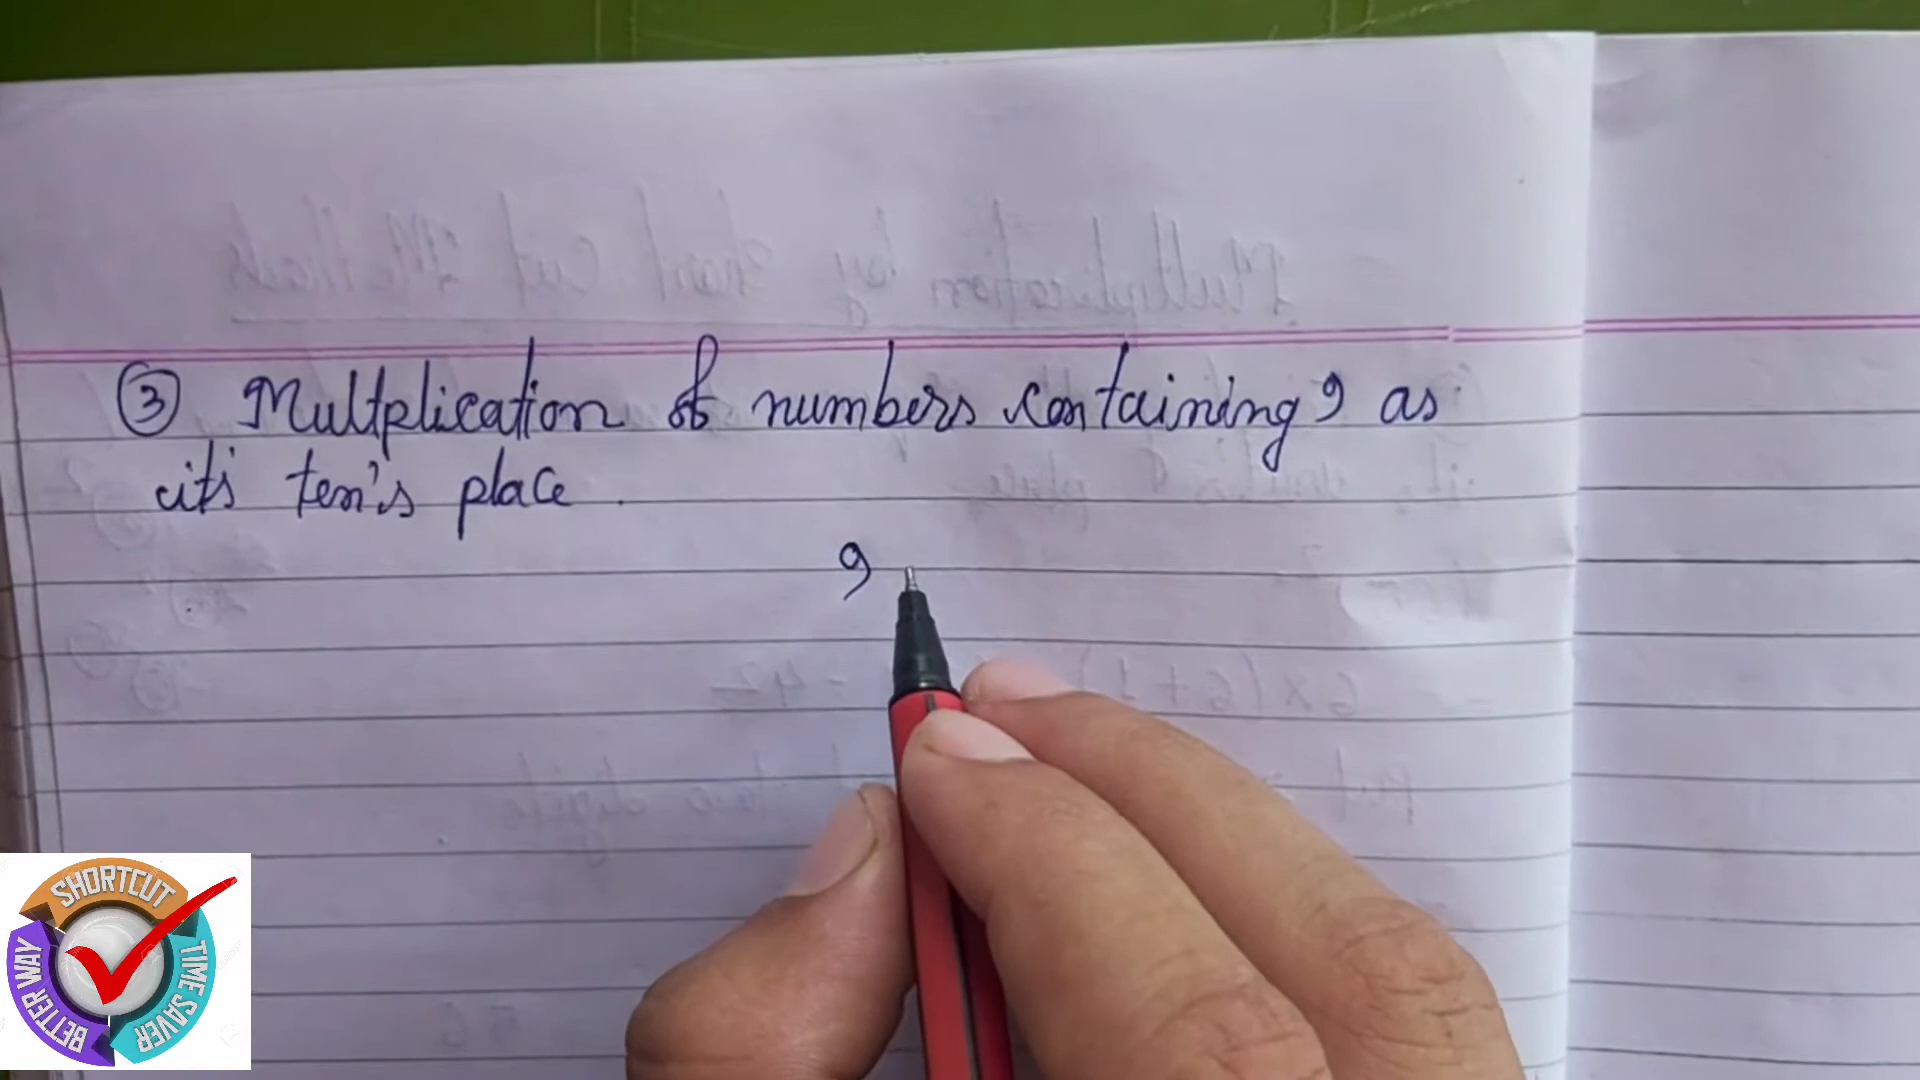 ③ Multplication of numbers containing 9 as
its ten's place.
9
SHORTCUT
BETTER WAY
TIME SAVER